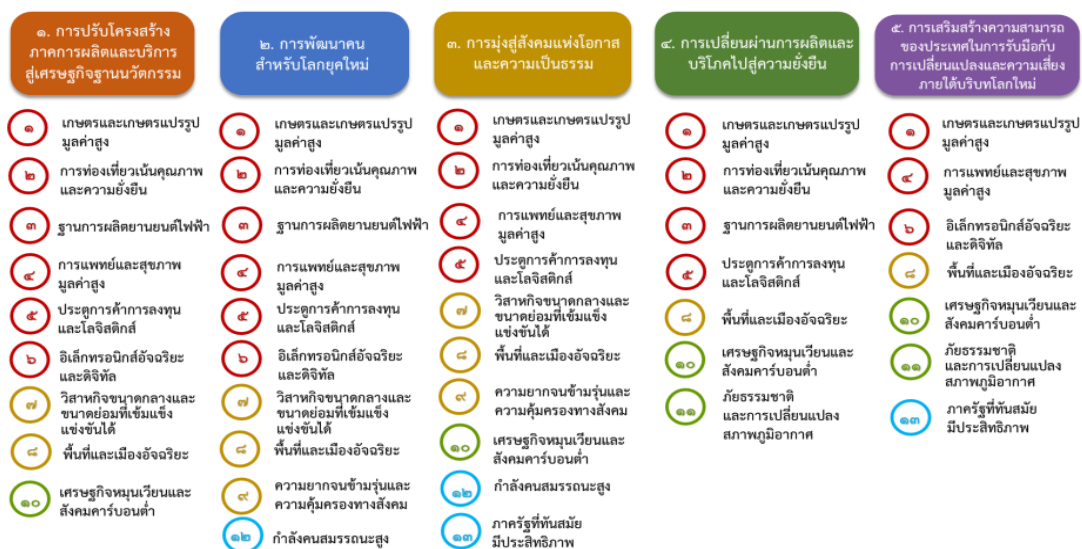 ๑. การปรับโครงสร้าง
ภาคการผลิตและบริการ
สู่เศรษฐกิจฐานนวัตกรรม
๑
เกษตรและเกษตรแปรรูป
มูลค่าสูง
๒
การท่องเที่ยวเน้นคุณภาพ
และความยั่งยืน
๓
ฐานการผลิตยานยนต์ไฟฟ้า
๔
การแพทย์และสุขภาพ
มูลค่าสูง
๕
ประตูการค้าการลงทุน
และโลจิสติกส์
๖
อิเล็กทรอนิกส์อัจฉริยะ
และดิจิทัล
๗
วิสาหกิจขนาดกลางและ
ขนาดย่อมที่เข้มแข็ง
แข่งขันได้
๘
พื้นที่และเมืองอัจฉริยะ
๑๐
เศรษฐกิจหมุนเวียนและ
สังคมคาร์บอนต่ำ
๒. การพัฒนาคน
สำหรับโลกยุคใหม่
๑
เกษตรและเกษตรแปรรูป
มูลค่าสูง
๒
การท่องเที่ยวเน้นคุณภาพ
และความยั่งยืน
๓
ฐานการผลิตยานยนต์ไฟฟ้า
๔
การแพทย์และสุขภาพ
มูลค่าสูง
๕
ประตูการค้าการลงทุน
และโลจิสติกส์
๖
อิเล็กทรอนิกส์อัจฉริยะ
และดิจิทัล
๗
วิสาหกิจขนาดกลางและ
ขนาดย่อมที่เข้มแข็ง
แข่งขันได้
๘
พื้นที่และเมืองอัจฉริยะ
๙
ความยากจนข้ามรุ่นและ
ความคุ้มครองทางสังคม
๑๒
กำลังคนสมรรถนะสูง
๓. การมุ่งสู่สังคมแห่งโอกาส
และความเป็นธรรม
๑
เกษตรและเกษตรแปรรูป
มูลค่าสูง
๒
การท่องเที่ยวเน้นคุณภาพ
และความยั่งยืน
๔
การแพทย์และสุขภาพ
มูลค่าสูง
๕
ประตูการค้าการลงทุน
และโลจิสติกส์
๗
วิสาหกิจขนาดกลางและ
ขนาดย่อมที่เข้มแข็ง
แข่งขันได้
๘
พื้นที่และเมืองอัจฉริยะ
๙
ความยากจนข้ามรุ่นและ
ความคุ้มครองทางสังคม
๑๐
เศรษฐกิจหมุนเวียนและ
สังคมคาร์บอนต่ำ
๑๒
กำลังคนสมรรถนะสูง
๑๓
ภาครัฐที่ทันสมัย
มีประสิทธิภาพ
๔. การเปลี่ยนผ่านการผลิตและ
บริโภคไปสู่ความยั่งยืน
๑
เกษตรและเกษตรแปรรูป
มูลค่าสูง
๒
การท่องเที่ยวเน้นคุณภาพ
และความยั่งยืน
๓
ฐานการผลิตยานยนต์ไฟฟ้า
๕
ประตูการค้าการลงทุน
และโลจิสติกส์
๘
พื้นที่และเมืองอัจฉริยะ
๑๐
เศรษฐกิจหมุนเวียนและ
สังคมคาร์บอนต่ำ
๑๑
ภัยธรรมชาติ
และการเปลี่ยนแปลง
สภาพภูมิอากาศ
๕. การเสริมสร้างความสามารถ
ของประเทศในการรับมือกับ
การเปลี่ยนแปลงและความเสี่ยง
ภายใต้บริบทโลกใหม่
๑
เกษตรและเกษตรแปรรูป
มูลค่าสูง
๔
การแพทย์และสุขภาพ
มูลค่าสูง
๖
อิเล็กทรอนิกส์อัจฉริยะ
และดิจิทัล
๘
พื้นที่และเมืองอัจฉริยะ
๑๐
เศรษฐกิจหมุนเวียนและ
สังคมคาร์บอนต่ำ
๑๑
ภัยธรรมชาติ
และการเปลี่ยนแปลง
สภาพภูมิอากาศ
๑๓
ภาครัฐที่ทันสมัย
มีประสิทธิภาพ